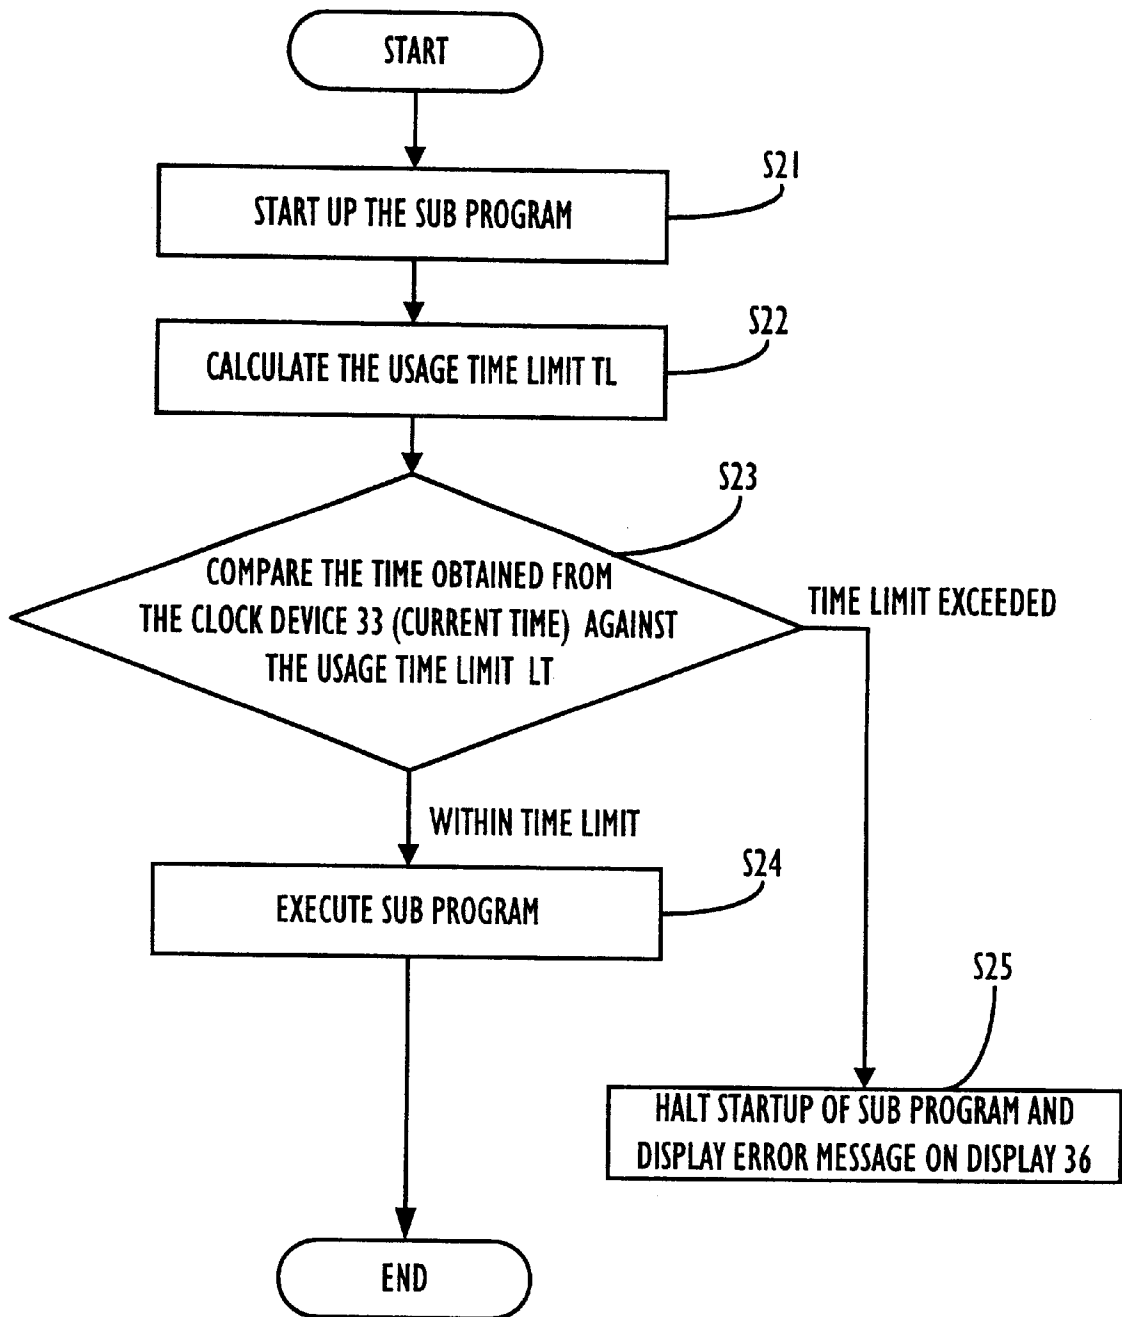 START
S21
START UP THE SUB PROGRAM
S22
CALCULATE THE USAGE TIME LIMIT TL
S23
COMPARE THE TIME OBTAINED FROM
THE CLOCK DEVICE 33 (CURRENT TIME) AGAINST
THE USAGE TIME LIMIT LT
TIME LIMIT EXCEEDED
WITHIN TIME LIMIT
S24
EXECUTE SUB PROGRAM
S25
HALT STARTUP OF SUB PROGRAM AND
DISPLAY ERROR MESSAGE ON DISPLAY 36
END